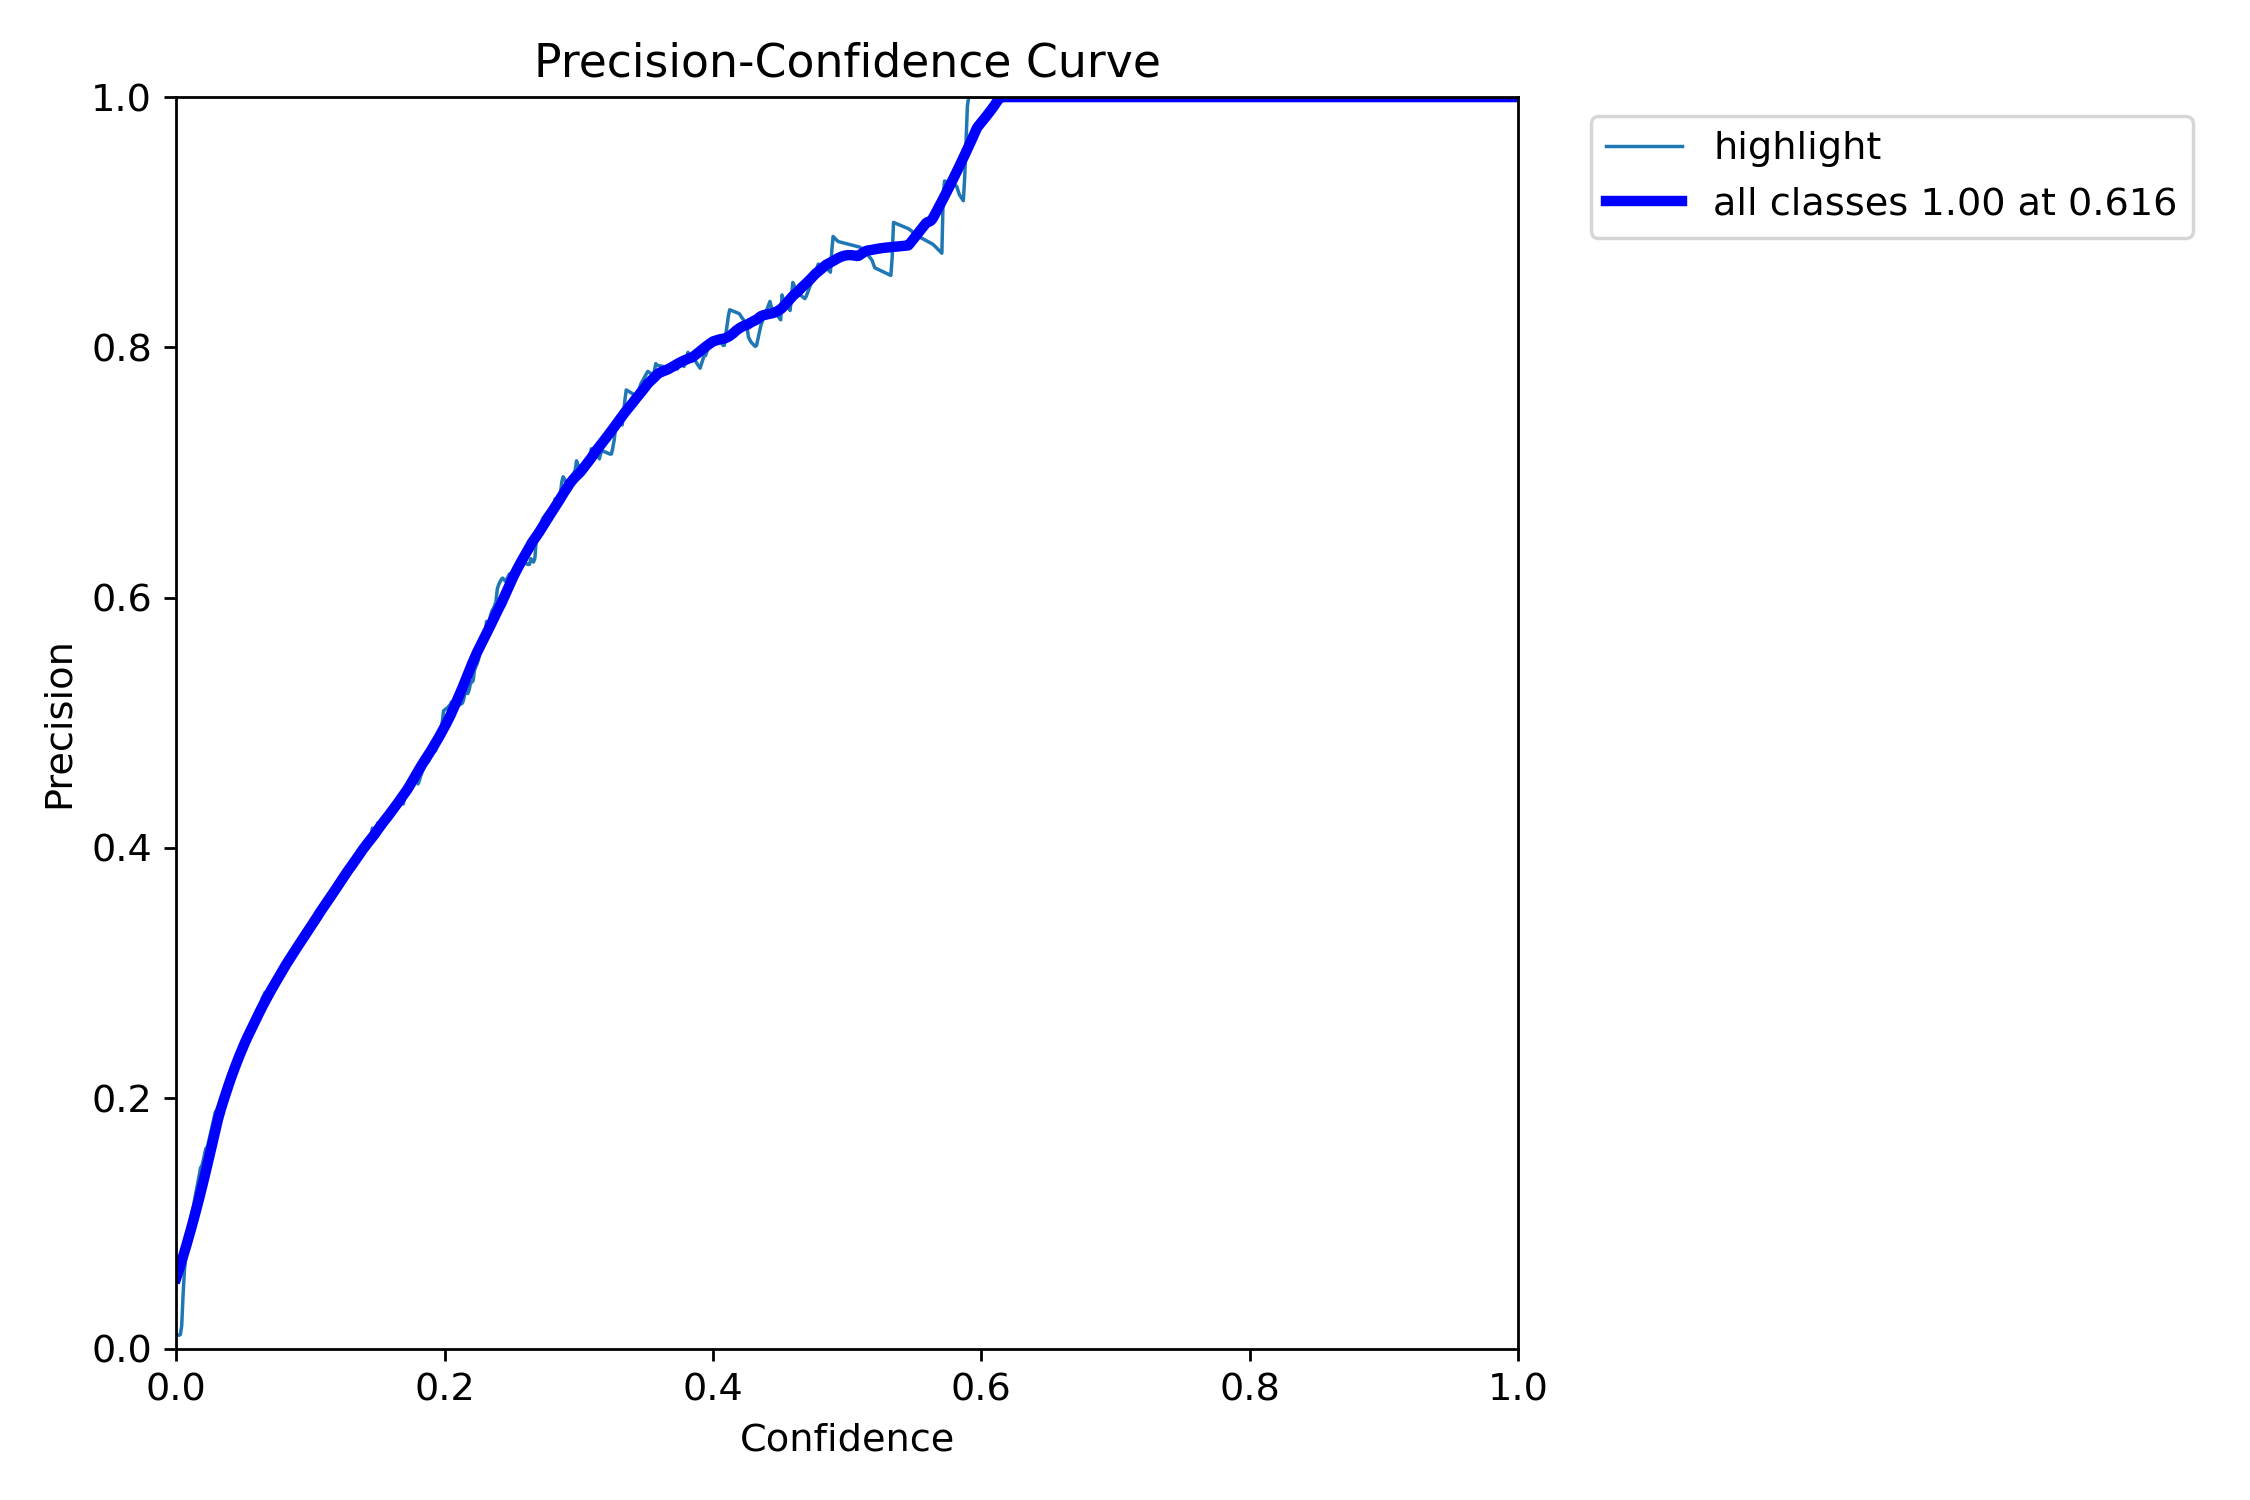 Precision-Confidence Curve
1.0
0.8
0.6
0.4
0.2
0.0
Precision
0.0 0.2 0.4 0.6 0.8 1.0
Confidence
highlight
all classes 1.00 at 0.616